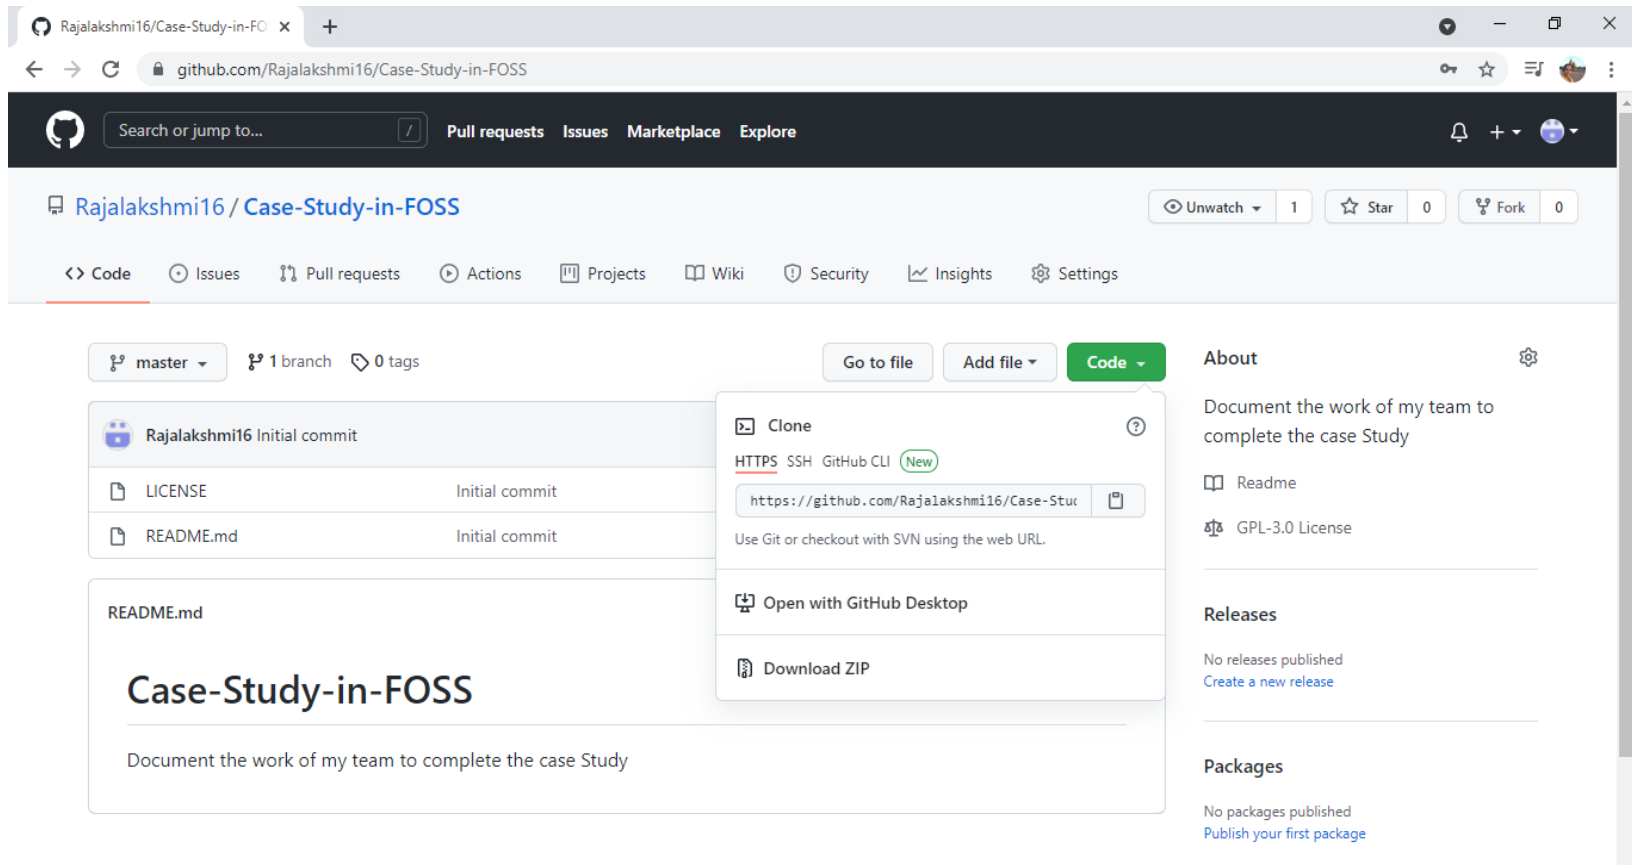 Rajalakshmi16/Case-Study-in-FO
github.com/Rajalakshmi16/Case-Study-in-FOSS
Search or jump to... / Pull requests Issues Marketplace Explore
Rajalakshmi16 / Case-Study-in-FOSS Unwatch 1 Star 0 Fork 0
Code Issues Pull requests Actions Projects Wiki Security Insights Settings
master 1 branch 0 tags Go to file Add file Code
Rajalakshmi16 Initial commit
LICENSE Initial commit
README.md Initial commit
Clone
HTTPS SSH GitHub CLI New
https://github.com/Rajalakshmi16/Case-Stuc
Use Git or checkout with SVN using the web URL.
Open with GitHub Desktop
Download ZIP
README.md
Case-Study-in-FOSS
Document the work of my team to complete the case Study
About
Document the work of my team to
complete the case Study
Readme
GPL-3.0 License
Releases
No releases published
Create a new release
Packages
No packages published
Publish your first package